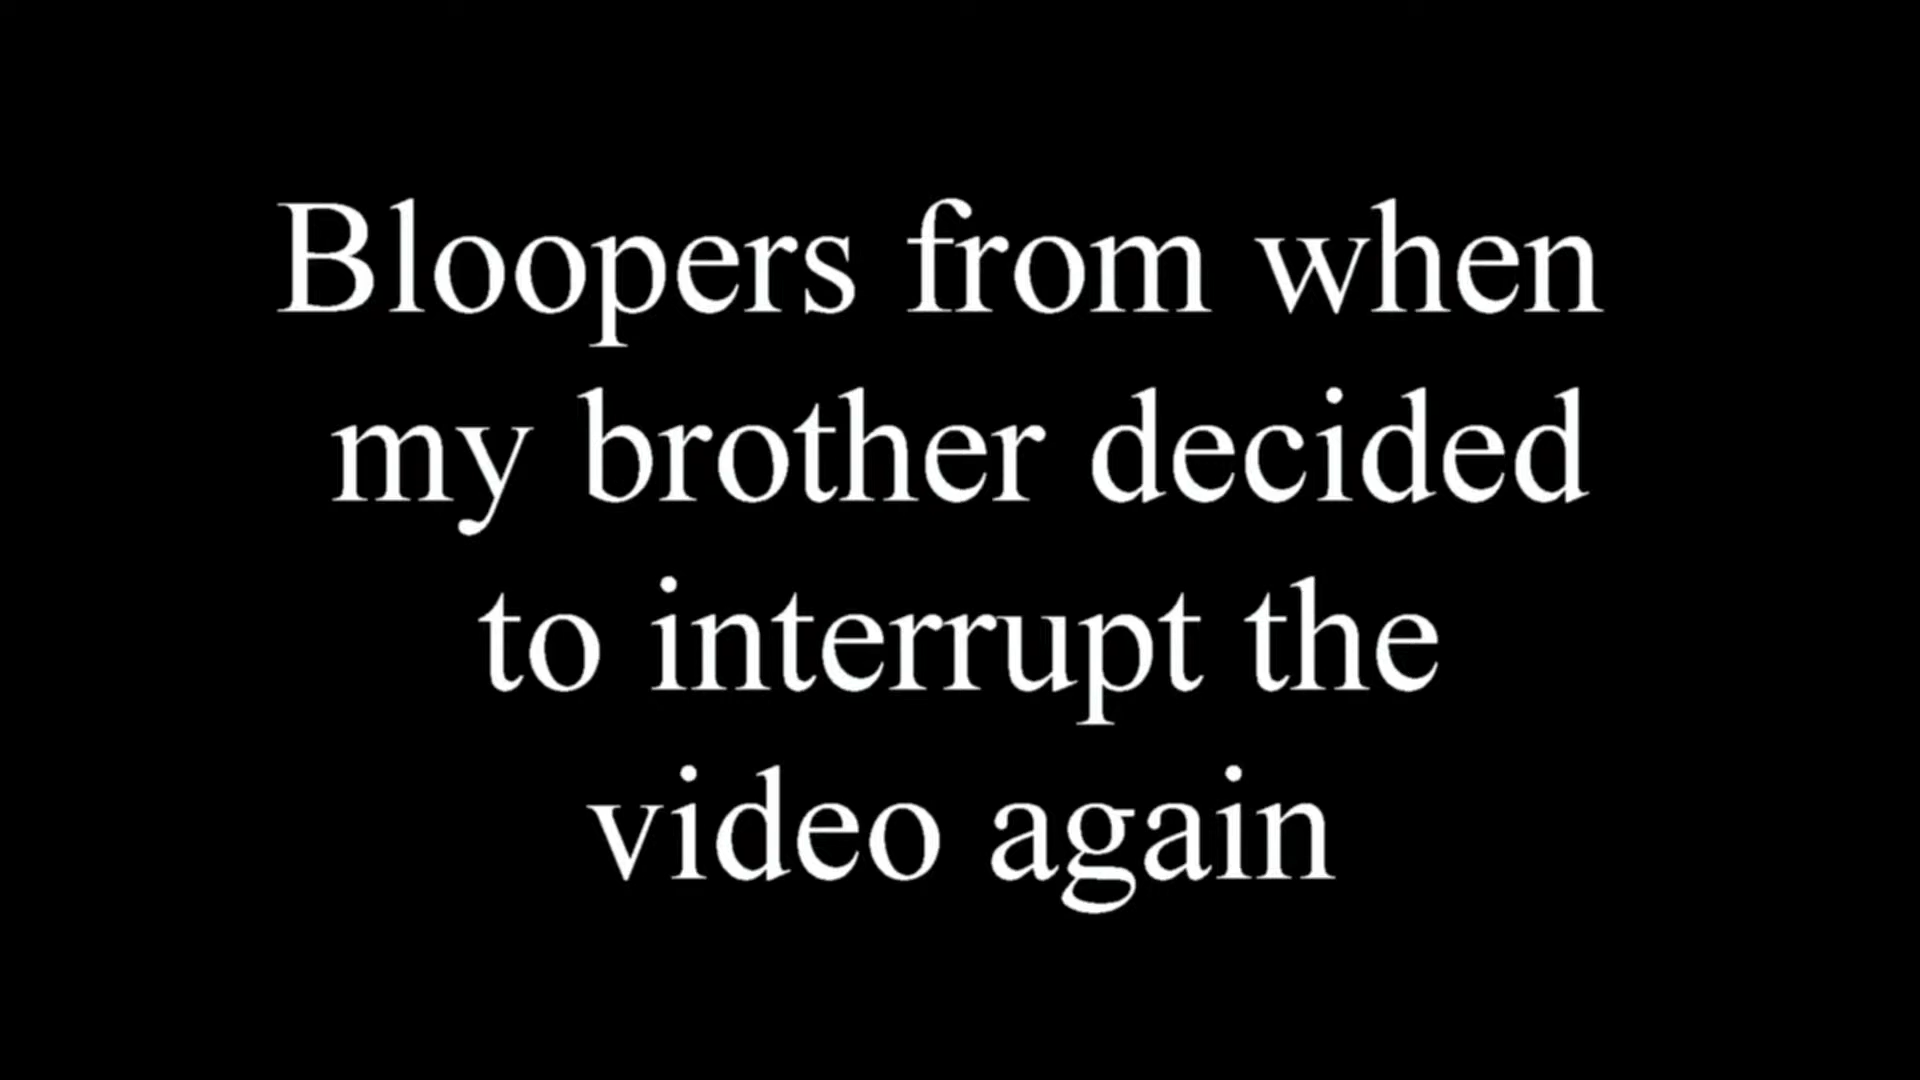 Bloopers from when
my brother decided
to interrupt the
video again